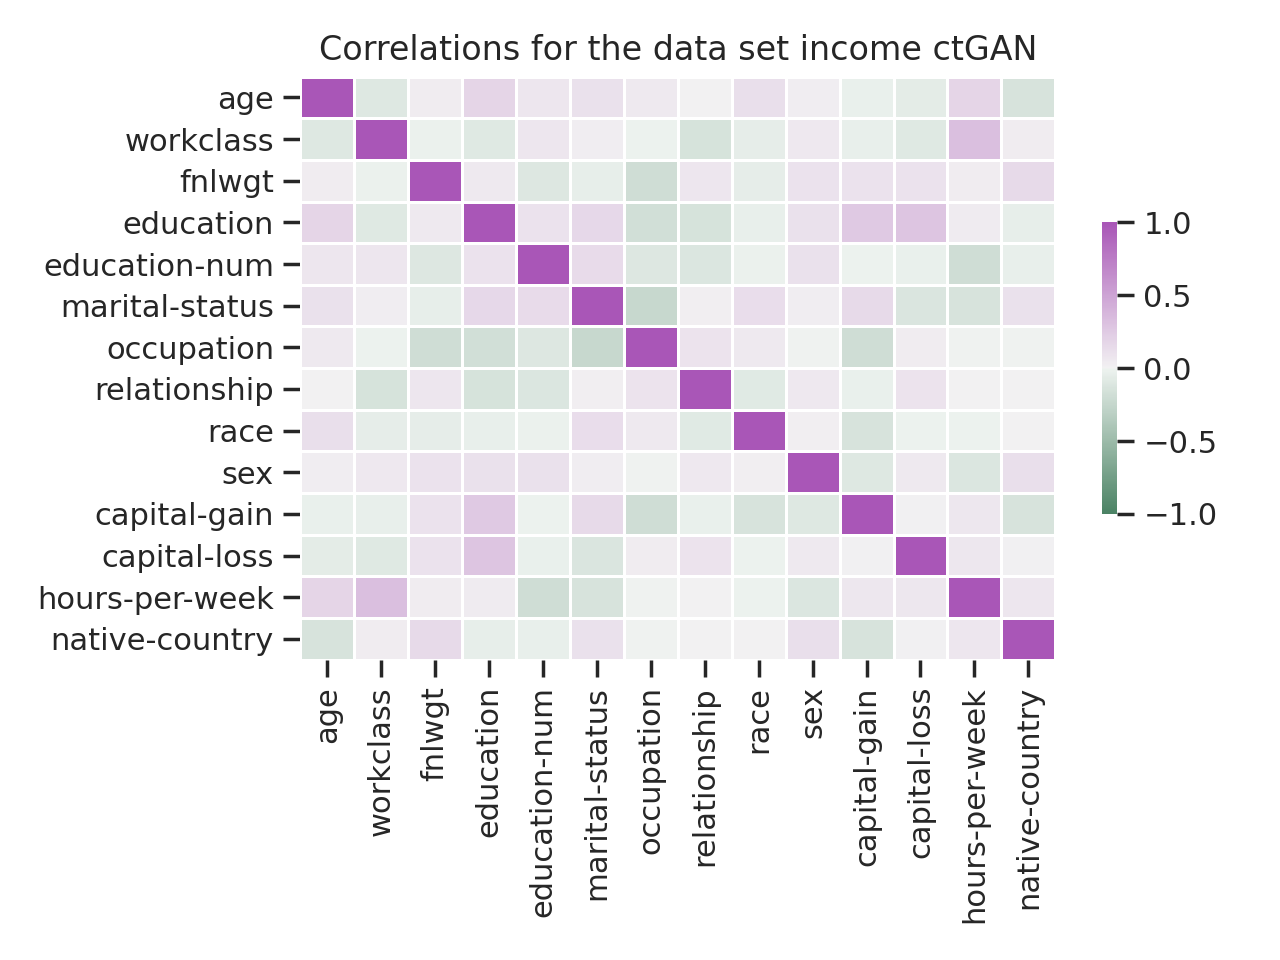 Correlations for the data set income ctGAN
age
workclass
fnlwgt
education
education-num
marital-status
occupation
relationship
race
sex
capital-gain
capital-loss
hours-per-week
native-country
1.0
0.5
0.0
−0.5
−1.0
age
workclass
fnlwgt
education
education-num
marital-status
occupation
relationship
race
sex
capital-gain
capital-loss
hours-per-week
native-country